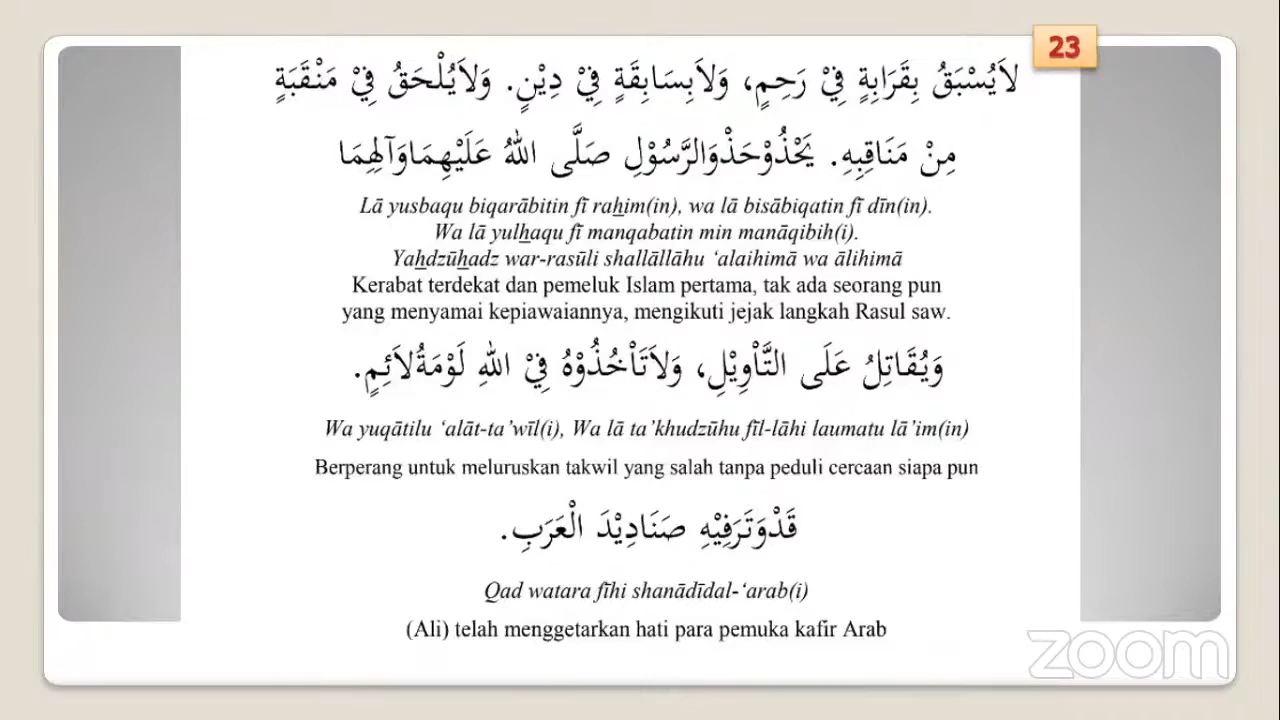 23
لاَيُسْبَقُ بِقَرَابِةٍ فِيْ رَحِمٍ، وَلاَبِسَابِقَةٍ فِيْ دِيْنٍ. وَلاَيُلْحَقُ فِيْ مَنْقَبَةٍ
مِنْ مَنَاقِبِهِ. يَحْذُوْحَذْوَالرَّسُوْلِ صَلَّى اللهُ عَلَيْهِمَاوَآلِهِمَا
Lā yusbaqu biqarābitin fī rahim(in), wa lā bisābiqatin fī dīn(in).
Wa lā yulhaqu fī manqabatin min manāqibih(i).
Yahdzūhadz war-rasūli shallāllāhu ‘alaihimā wa ālihimā
Kerabat terdekat dan pemeluk Islam pertama, tak ada seorang pun
yang menyamai kepiawaiannya, mengikuti jejak langkah Rasul saw.
وَيُقَاتِلُ عَلَى التَّأْوِيْلِ، وَلاَتَأْخُذُوْهُ فِيْ اللهِ لَوْمَةُلاَئِمٍ.
Wa yuqātilu ‘alāt-ta’wīl(i), Wa lā ta’khudzūhu fīl-lāhi laumatu lā’im(in)
Berperang untuk meluruskan takwil yang salah tanpa peduli cercaan siapa pun
قَدْوَتَرَفِيْهِ صَنَادِيْدَ الْعَرَبِ.
Qad watara fīhi shanādīdal-‘arab(i)
(Ali) telah menggetarkan hati para pemuka kafir Arab
zoom